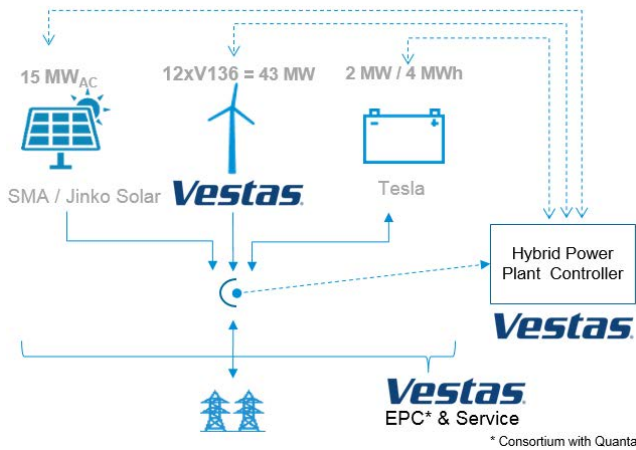 15 MWAC
12xV136 = 43 MW
2 MW / 4 MWh
SMA / Jinko Solar
Vestas
Tesla
Hybrid Power
Plant Controller
Vestas
Vestas
EPC* & Service
* Consortium with Quanta